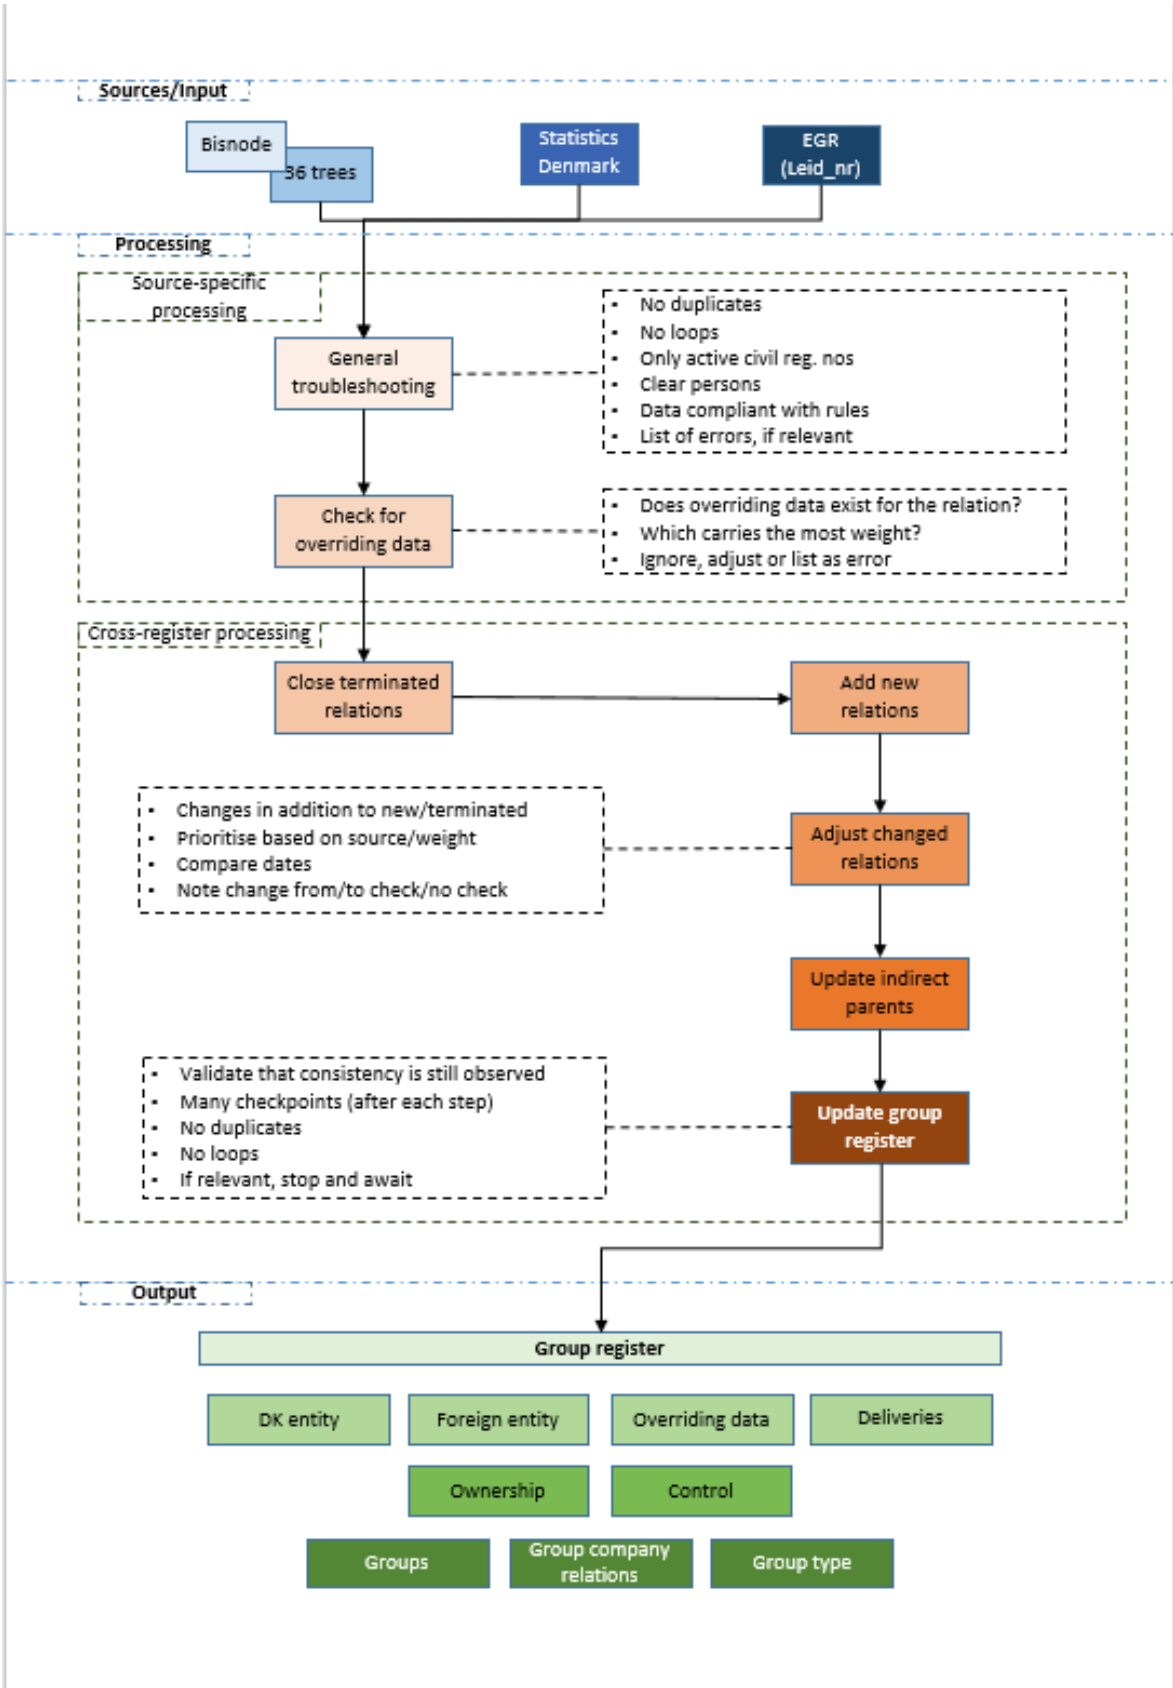 Sources/Input
Bisnode
36 trees
Statistics
Denmark
EGR
(Leid_nr)
Processing
Source-specific
processing
General
troubleshooting
▪ No duplicates
▪ No loops
▪ Only active civil reg. nos
▪ Clear persons
▪ Data compliant with rules
▪ List of errors, if relevant
Check for
overriding data
▪ Does overriding data exist for the relation?
▪ Which carries the most weight?
▪ Ignore, adjust or list as error
Cross-register processing
Close terminated
relations
Add new
relations
▪ Changes in addition to new/terminated
▪ Prioritise based on source/weight
▪ Compare dates
▪ Note change from/to check/no check
Adjust changed
relations
Update indirect
parents
▪ Validate that consistency is still observed
▪ Many checkpoints (after each step)
▪ No duplicates
▪ No loops
▪ If relevant, stop and await
Update group
register
Output
Group register
DK entity
Foreign entity
Overriding data
Deliveries
Ownership
Control
Groups
Group company
relations
Group type